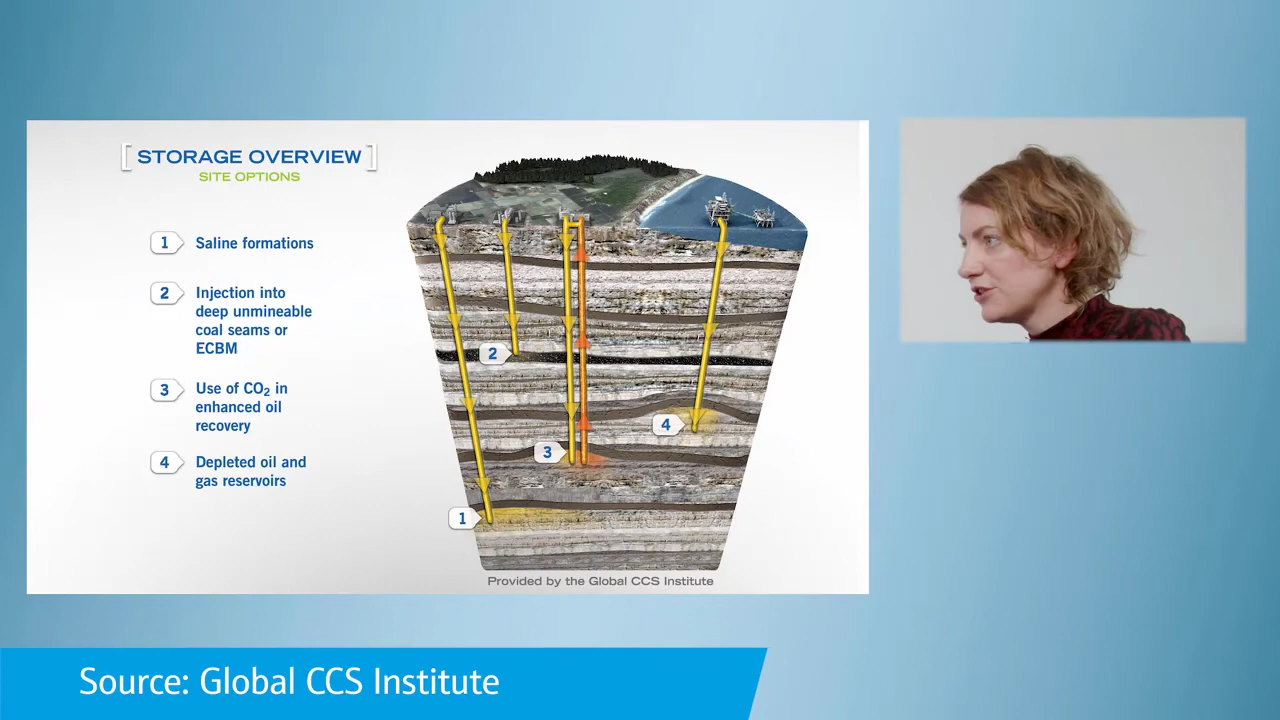 [ STORAGE OVERVIEW ]
SITE OPTIONS
1 Saline formations
2 Injection into
deep unmineable
coal seams or
ECBM
3 Use of CO₂ in
enhanced oil
recovery
4 Depleted oil and
gas reservoirs
2
4
3
1
Provided by the Global CCS Institute
Source: Global CCS Institute